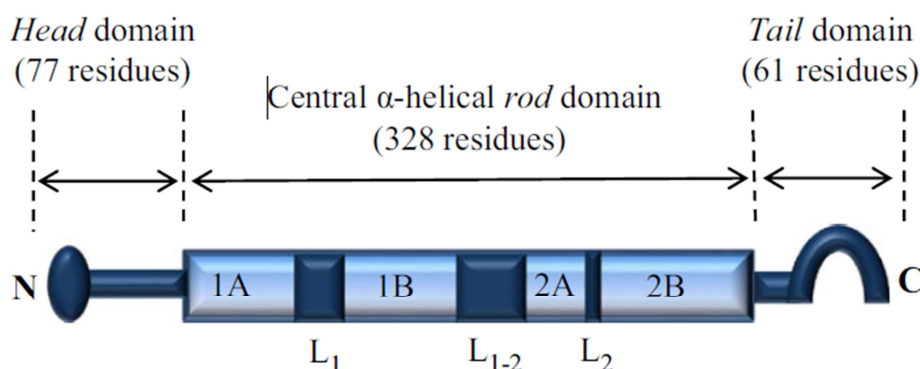 Head domain
(77 residues)
Tail domain
(61 residues)
Central α-helical rod domain
(328 residues)
N
1A
1B
2A
2B
C
L1
L1-2
L2